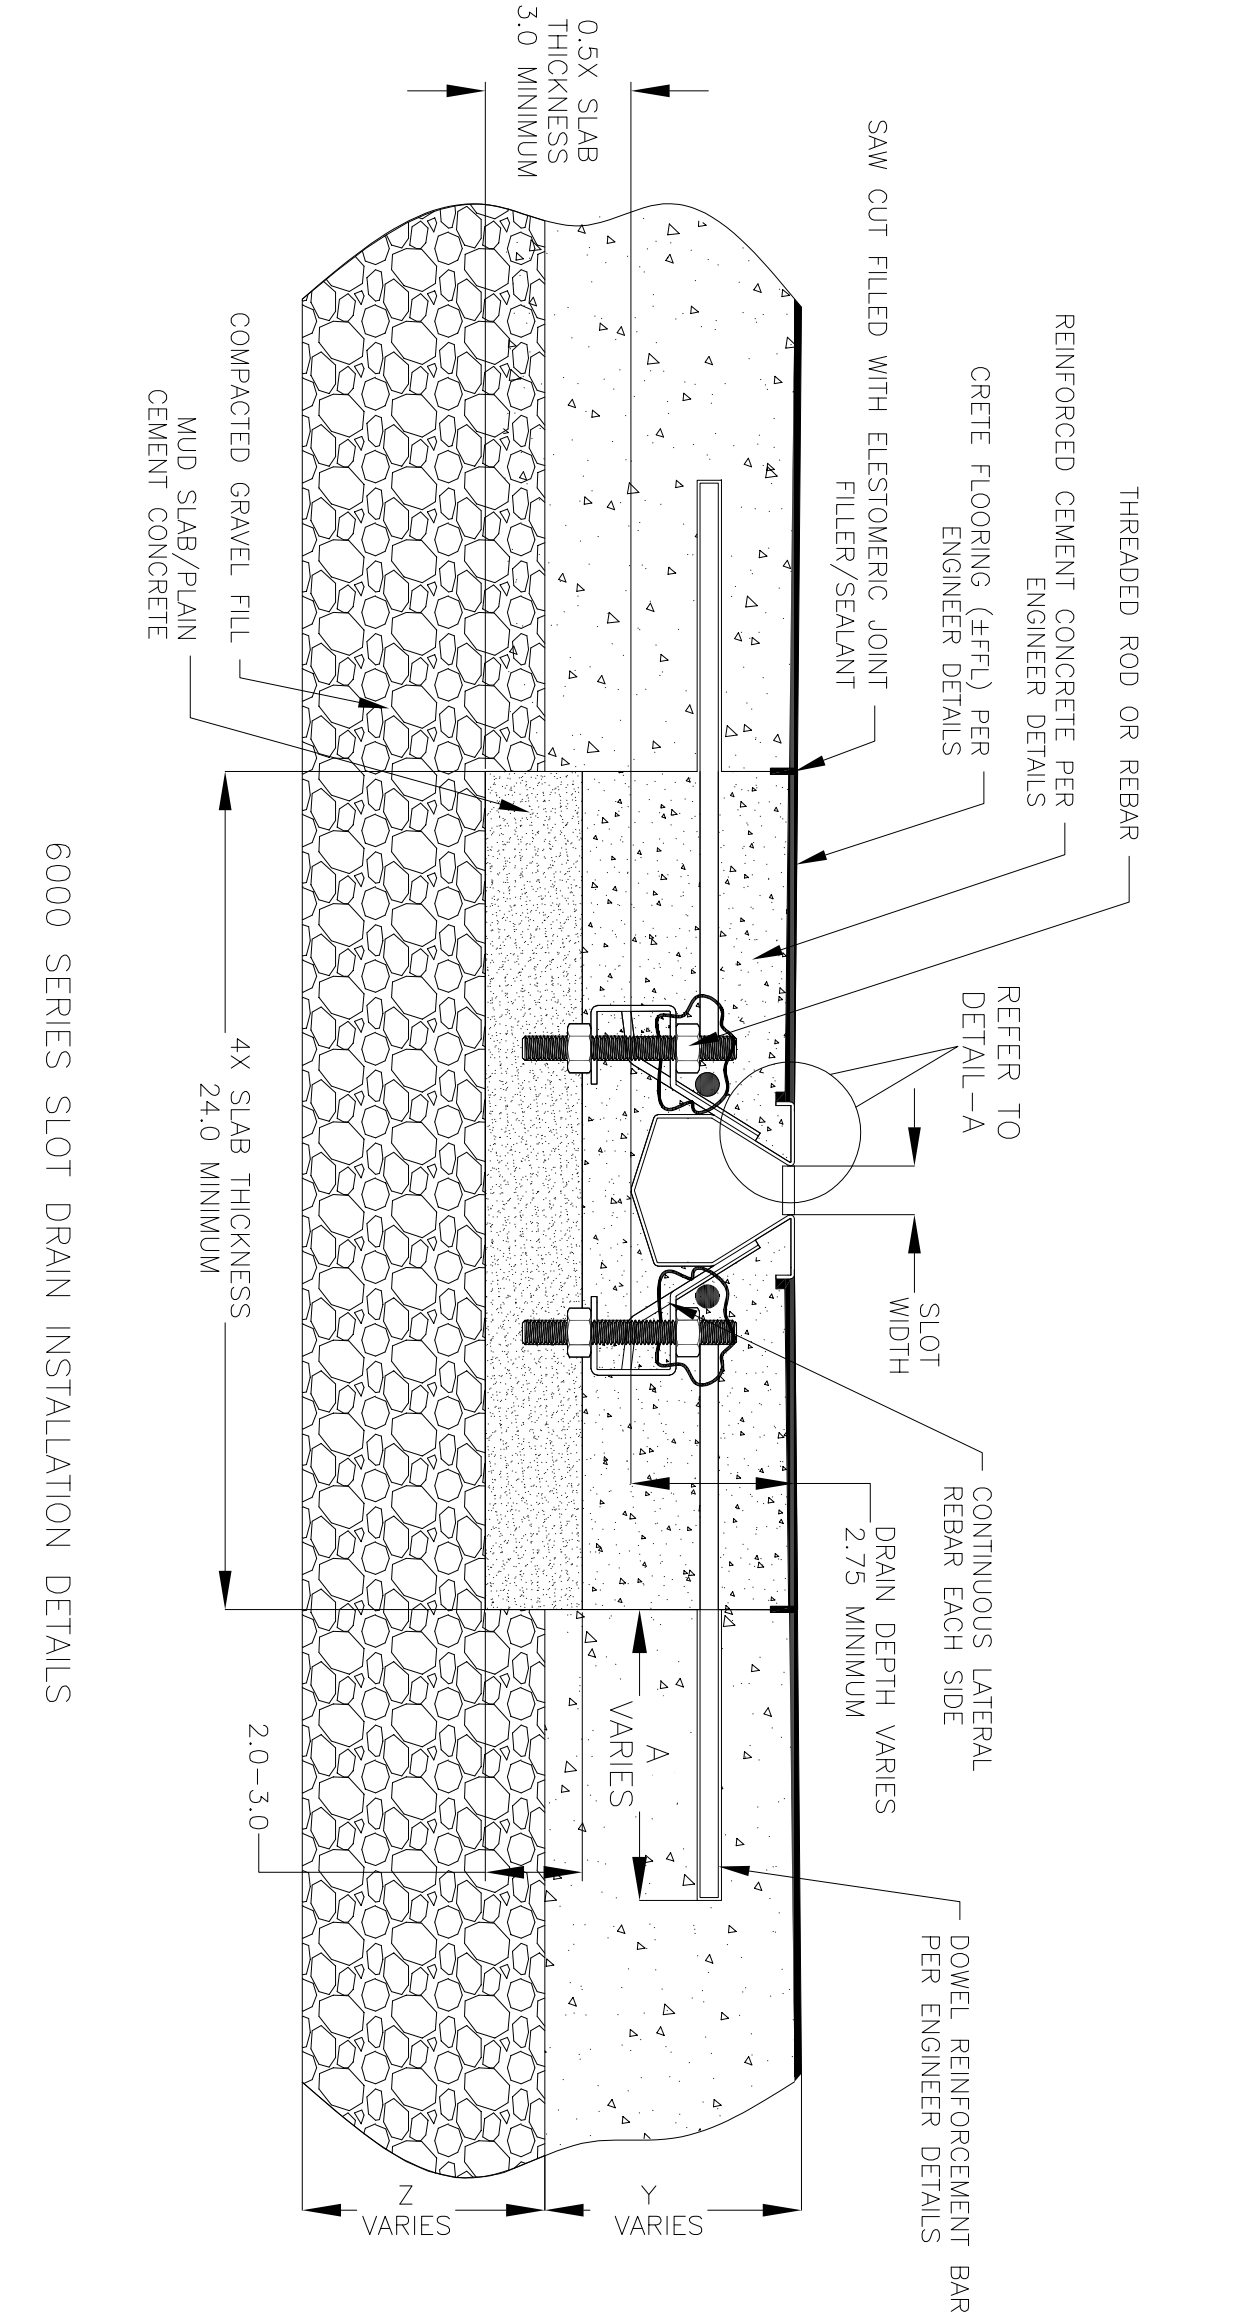 THREADED ROD OR REBAR
REINFORCED CEMENT CONCRETE PER
ENGINEER DETAILS
CRETE FLOORING (±FFL) PER
ENGINEER DETAILS
SAW CUT FILLED WITH ELESTOMERIC JOINT
FILLER/SEALANT
0.5X SLAB
THICKNESS
3.0 MINIMUM
REFER TO
DETAIL-A
SLOT
WIDTH
CONTINUOUS LATERAL
REBAR EACH SIDE
DRAIN DEPTH VARIES
2.75 MINIMUM
DOWEL REINFORCEMENT BAR
PER ENGINEER DETAILS
A
VARIES
Y
VARIES
Z
VARIES
COMPACTED GRAVEL FILL
MUD SLAB/PLAIN
CEMENT CONCRETE
4X SLAB THICKNESS
24.0 MINIMUM
2.0-3.0
6000 SERIES SLOT DRAIN INSTALLATION DETAILS